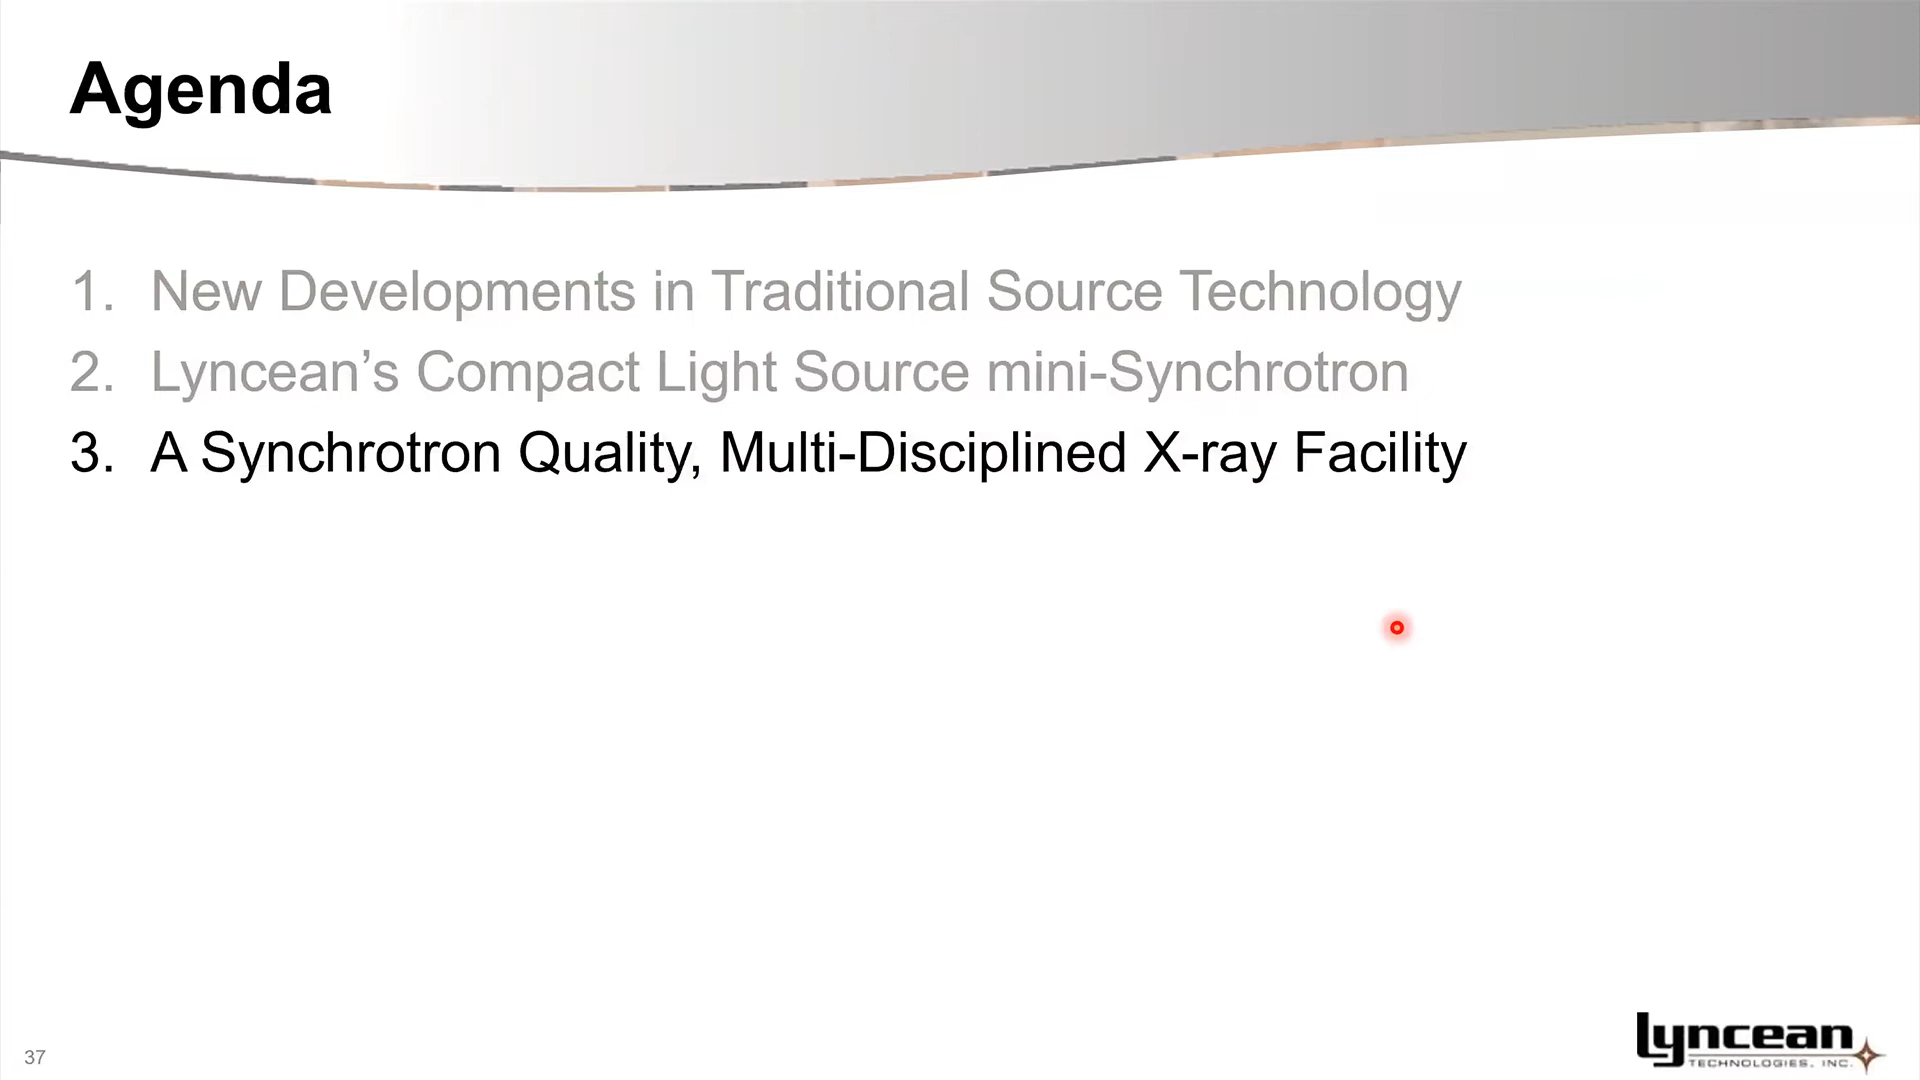 Agenda
1. New Developments in Traditional Source Technology
2. Lyncean’s Compact Light Source mini-Synchrotron
3. A Synchrotron Quality, Multi-Disciplined X-ray Facility
37
lyncean
TECHNOLOGIES, INC.